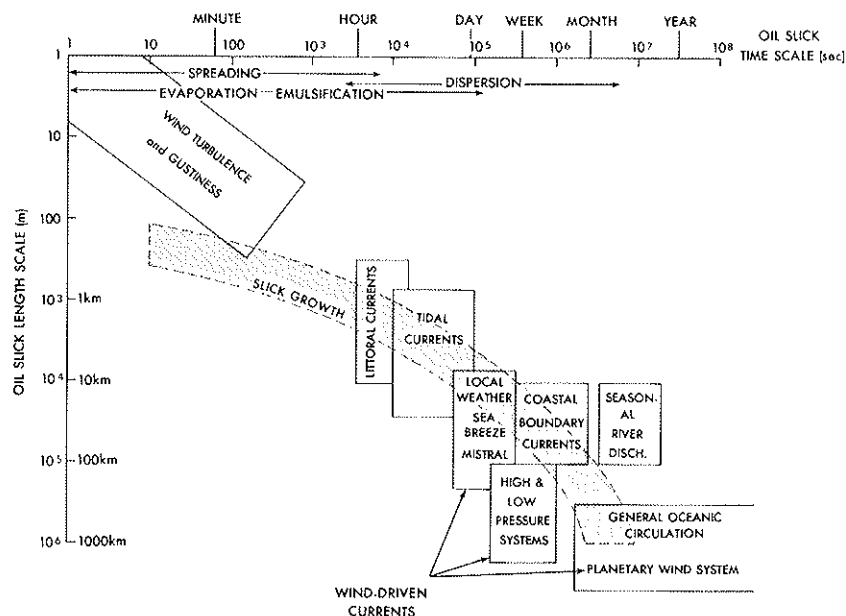 MINUTE HOUR DAY WEEK MONTH YEAR OIL SLICK
1 10 100 10³ 10⁴ 10⁵ 10⁶ 10⁷ 10⁸ TIME SCALE (sec)
1
SPREADING
DISPERSION
EVAPORATION EMULSIFICATION
WIND TURBULENCE
and GUSTINESS
10
100
10³ 1km
10⁴ 10km
10⁵ 100km
10⁶ 1000km
OIL SLICK LENGTH SCALE (m)
SLICK GROWTH
LITTORAL CURRENTS
TIDAL
CURRENTS
LOCAL
WEATHER
SEA
BREEZE
MISTRAL
COASTAL
BOUNDARY
CURRENTS
SEASON-
AL
RIVER
DISCH.
HIGH &
LOW
PRESSURE
SYSTEMS
GENERAL OCEANIC
CIRCULATION
PLANETARY WIND SYSTEM
WIND-DRIVEN
CURRENTS